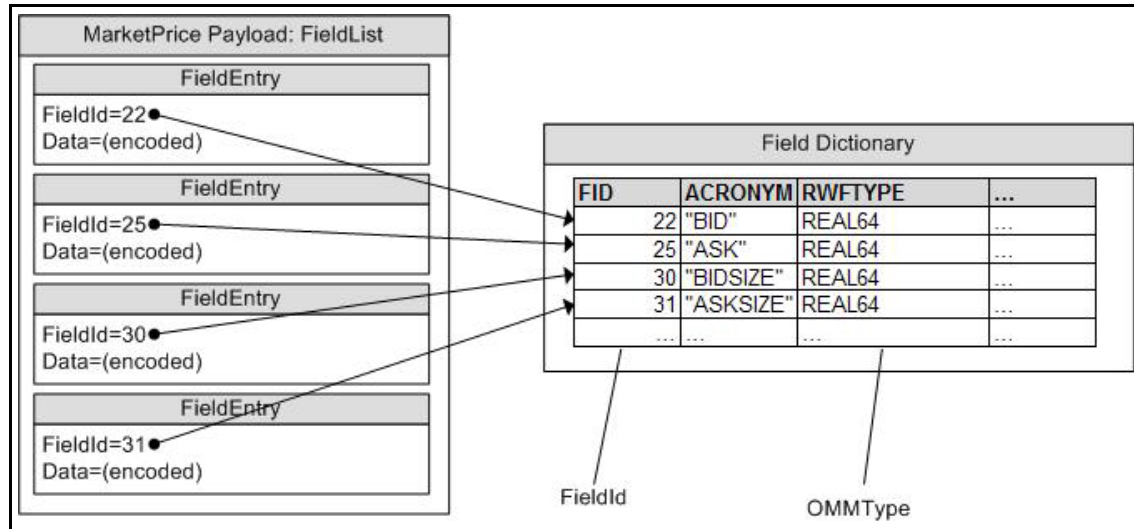 MarketPrice Payload: FieldList
FieldEntry
FieldId=22
Data=(encoded)
FieldEntry
FieldId=25
Data=(encoded)
FieldEntry
FieldId=30
Data=(encoded)
FieldEntry
FieldId=31
Data=(encoded)
Field Dictionary
FID ACRONYM RWFTYPE ...
22 "BID" REAL64 ...
25 "ASK" REAL64 ...
30 "BIDSIZE" REAL64 ...
31 "ASKSIZE" REAL64 ...
... ... ... ...
FieldId
OMMType